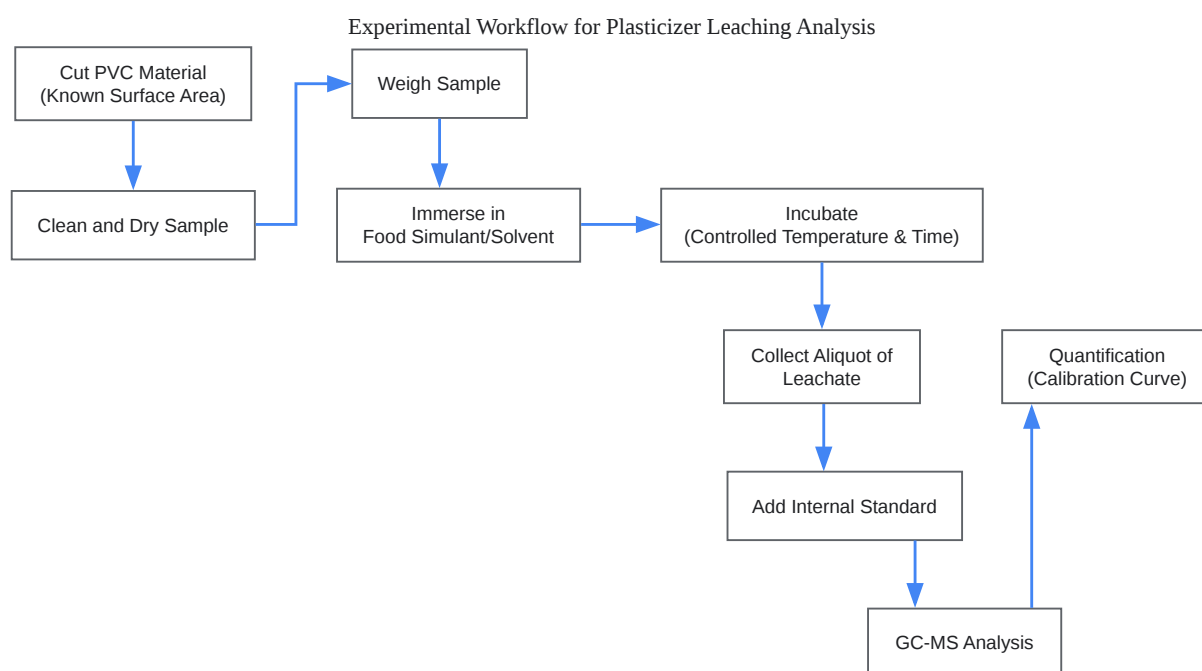 Experimental Workflow for Plasticizer Leaching Analysis
Cut PVC Material
(Known Surface Area)
Clean and Dry Sample
Weigh Sample
Immerse in
Food Simulant/Solvent
Incubate
(Controlled Temperature & Time)
Collect Aliquot of
Leachate
Add Internal Standard
GC-MS Analysis
Quantification
(Calibration Curve)